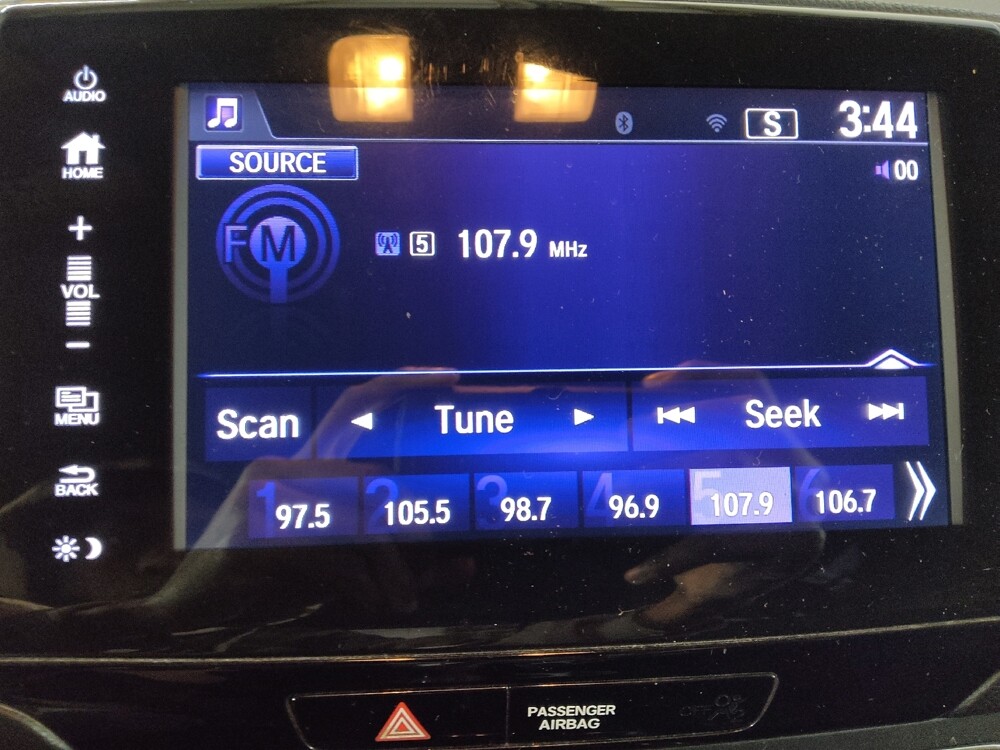 AUDIO
HOME
+
VOL
−
MENU
BACK
S 3:44
SOURCE
00
FM
5 107.9 MHz
Scan
Tune
Seek
1 97.5
2 105.5
3 98.7
4 96.9
5 107.9
6 106.7
PASSENGER
AIRBAG
OFF